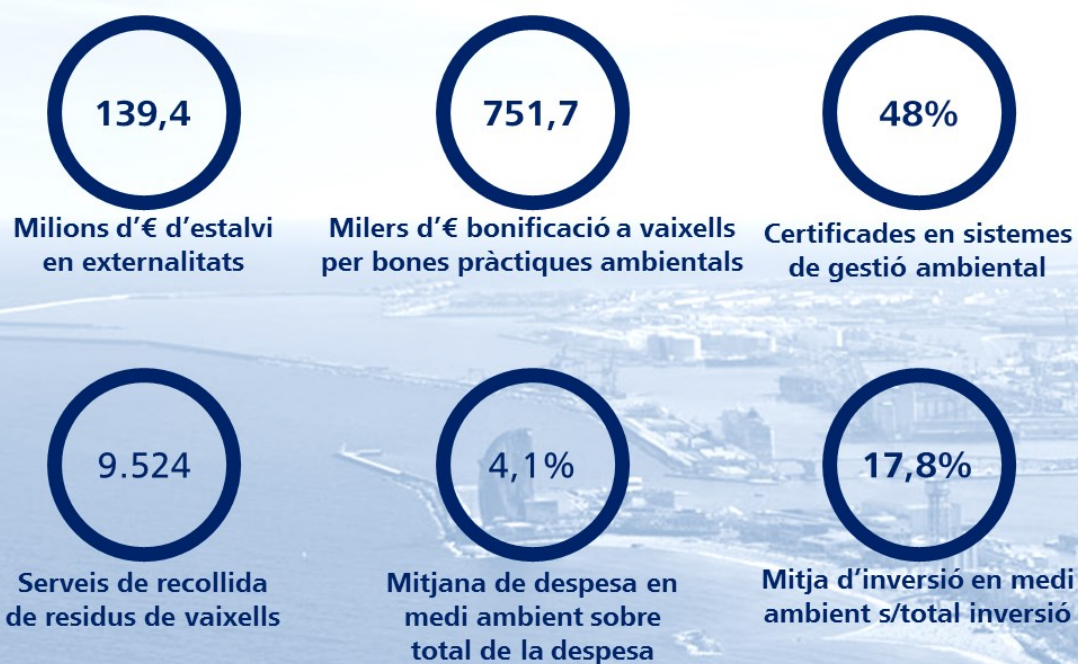 139,4
Milions d’€ d’estalvi
en externalitats
751,7
Milers d’€ bonificació a vaixells
per bones pràctiques ambientals
48%
Certificades en sistemes
de gestió ambiental
9.524
Serveis de recollida
de residus de vaixells
4,1%
Mitjana de despesa en
medi ambient sobre
total de la despesa
17,8%
Mitja d’inversió en medi
ambient s/total inversió